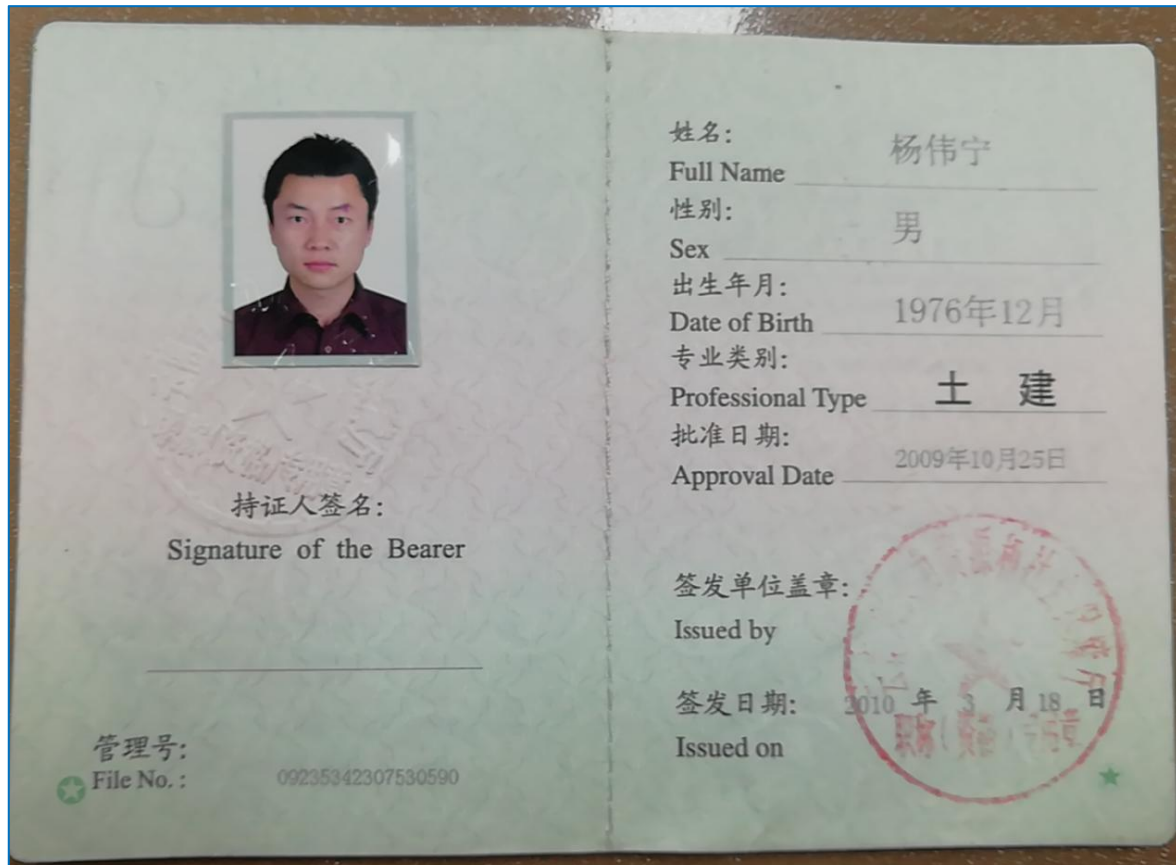 持证人签名:
Signature of the Bearer
管理号:
File No. :
09235342307530590
姓名:
杨伟宁
Full Name
性别:
男
Sex
出生年月:
1976年12月
Date of Birth
专业类别:
土 建
Professional Type
批准日期:
2009年10月25日
Approval Date
签发单位盖章:
Issued by
签发日期: 2010 年 3 月 18 日
Issued on